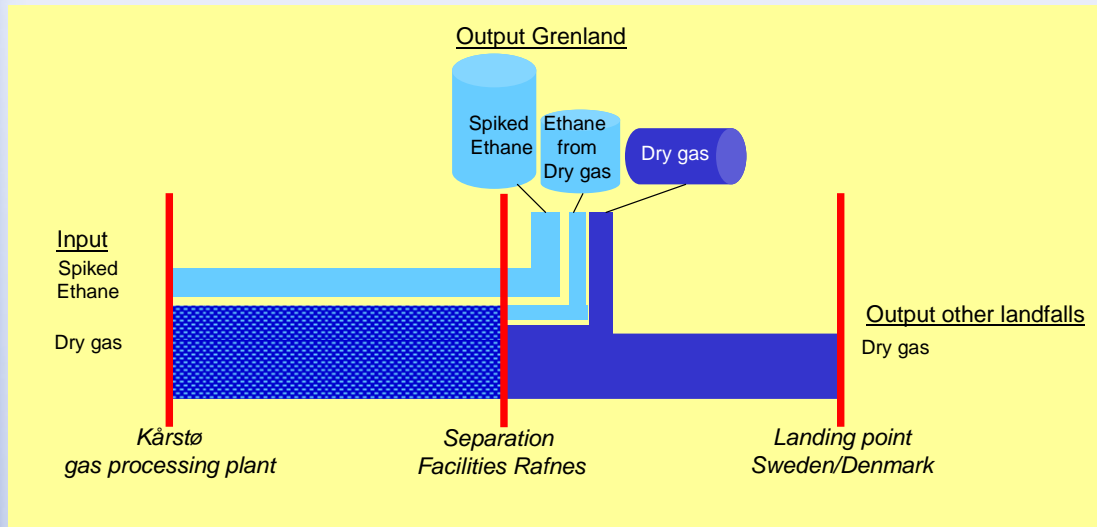 Output Grenland
Spiked
Ethane
Ethane
from
Dry gas
Dry gas
Input
Spiked
Ethane
Dry gas
Output other landfalls
Dry gas
Kårstø
gas processing plant
Separation
Facilities Rafnes
Landing point
Sweden/Denmark